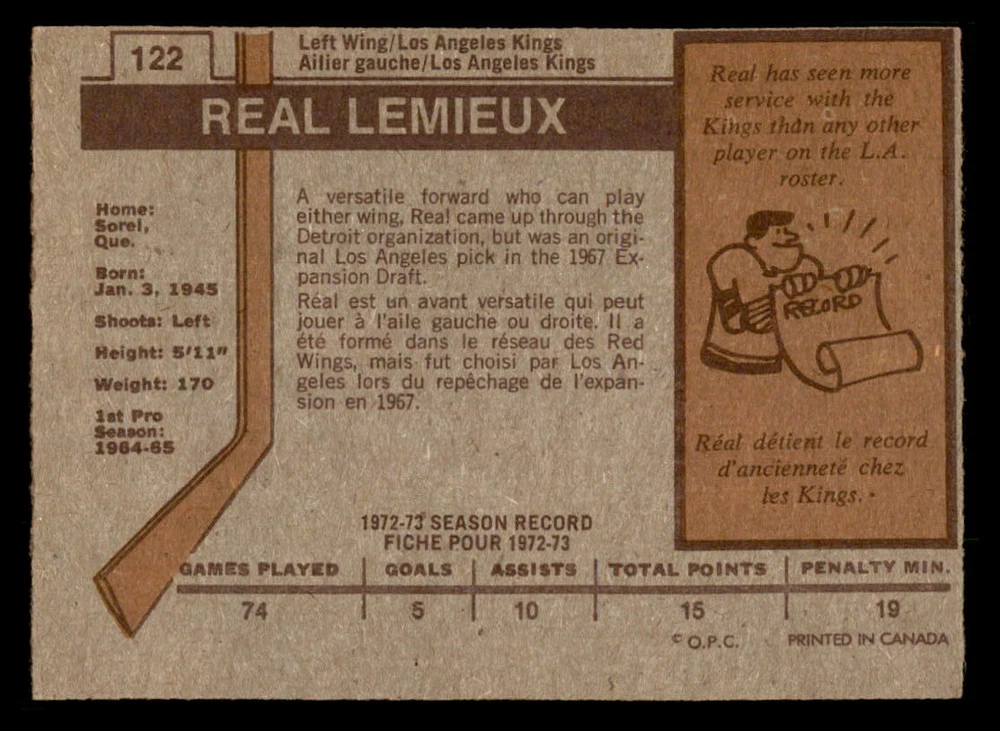 122
Left Wing/Los Angeles Kings
Ailier gauche/Los Angeles Kings
REAL LEMIEUX
Home:
Sorel,
Que.
Born:
Jan. 3, 1945
Shoots: Left
Height: 5'11"
Weight: 170
1st Pro
Season:
1964-65
A versatile forward who can play
either wing, Real came up through the
Detroit organization, but was an origi-
nal Los Angeles pick in the 1967 Ex-
pansion Draft.
Réal est un avant versatile qui peut
jouer à l'aile gauche ou droite. Il a
été formé dans le réseau des Red
Wings, mais fut choisi par Los An-
geles lors du repêchage de l'expan-
sion en 1967.
Real has seen more
service with the
Kings than any other
player on the L.A.
roster.
RECORD
Réal détient le record
d'ancienneté chez
les Kings.
1972-73 SEASON RECORD
FICHE POUR 1972-73
GAMES PLAYED GOALS ASSISTS TOTAL POINTS PENALTY MIN.
74 5 10 15 19
© O.P.C. PRINTED IN CANADA